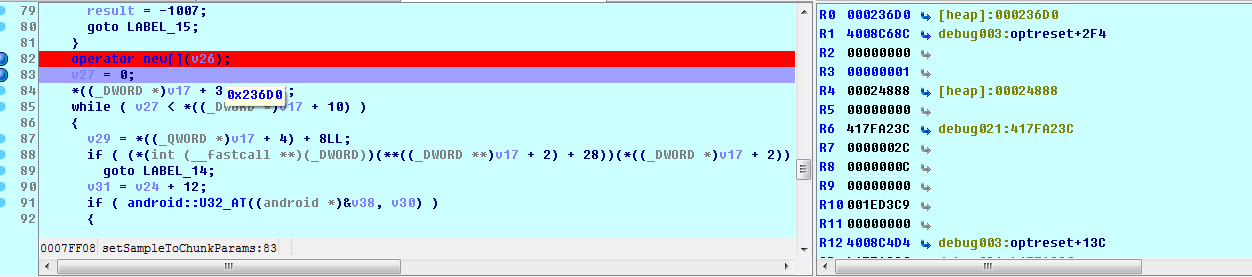 79 result = -1007;
80 goto LABEL_15;
81 }
82 operator new[](v26);
83 v27 = 0;
84 *((_DWORD *)v17 + 3 ;
0x236D0
85 while ( v27 < *((_DWORD *)v17 + 10) )
86 {
87 v29 = *((_QWORD *)v17 + 4) + 8LL;
88 if ( (*(int (__fastcall **)(_DWORD))(**((_DWORD **)v17 + 2) + 28))(*((_DWORD *)v17 + 2))
89 goto LABEL_14;
90 v31 = v24 + 12;
91 if ( android::U32_AT((android *)&v38, v30) )
92 {
0007FF08 setSampleToChunkParams:83
R0 000236D0 [heap]:000236D0
R1 4008C68C debug003:optreset+2F4
R2 00000000
R3 00000001
R4 00024888 [heap]:00024888
R5 00000000
R6 417FA23C debug021:417FA23C
R7 0000002C
R8 0000000C
R9 00000000
R10 001ED3C9
R11 00000000
R12 4008C4D4 debug003:optreset+13C